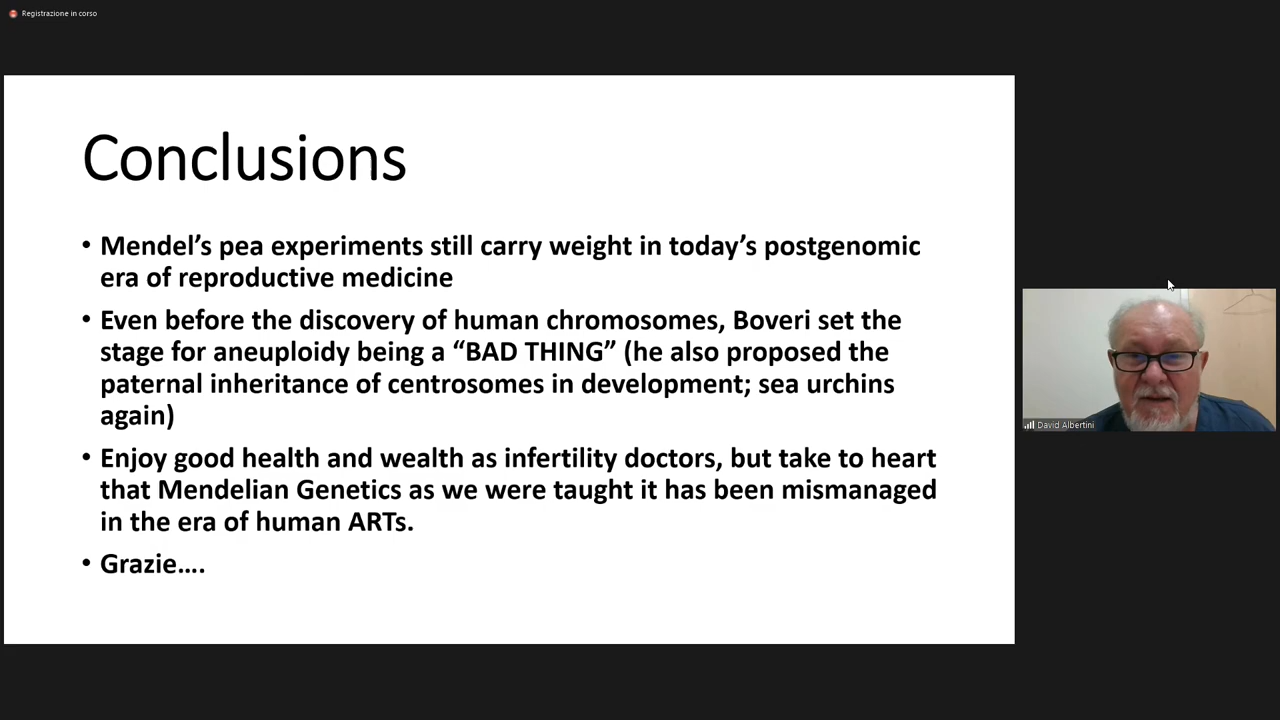 Registrazione in corso
Conclusions
• Mendel’s pea experiments still carry weight in today’s postgenomic
era of reproductive medicine
• Even before the discovery of human chromosomes, Boveri set the
stage for aneuploidy being a “BAD THING” (he also proposed the
paternal inheritance of centrosomes in development; sea urchins
again)
• Enjoy good health and wealth as infertility doctors, but take to heart
that Mendelian Genetics as we were taught it has been mismanaged
in the era of human ARTs.
• Grazie….
David Albertini